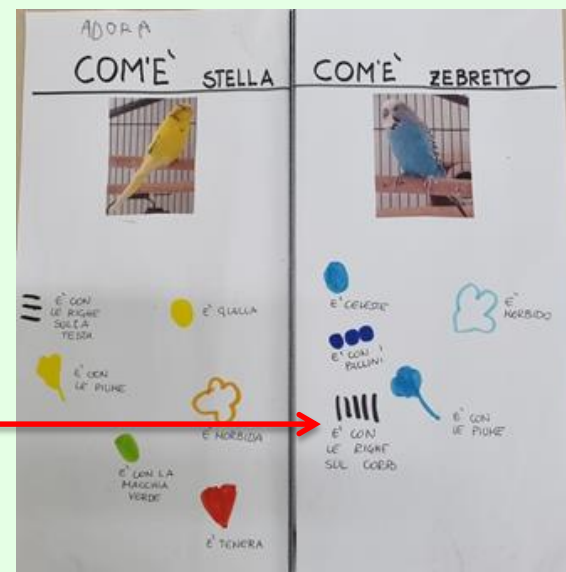 ADORA
COM'E` STELLA
E' CON
LE RIGHE
SULLA
TESTA
E' GIALLA
E' CON
LE PIUME
E' MORBIDA
E' CON LA
MACCHIA
VERDE
E' TENERA
COM'E` ZEBRETTO
E' CELESTE
E' MORBIDO
E' CON I
PALLINI
E' CON
LE RIGHE
SUL CORPO
E' CON
LE PIUME